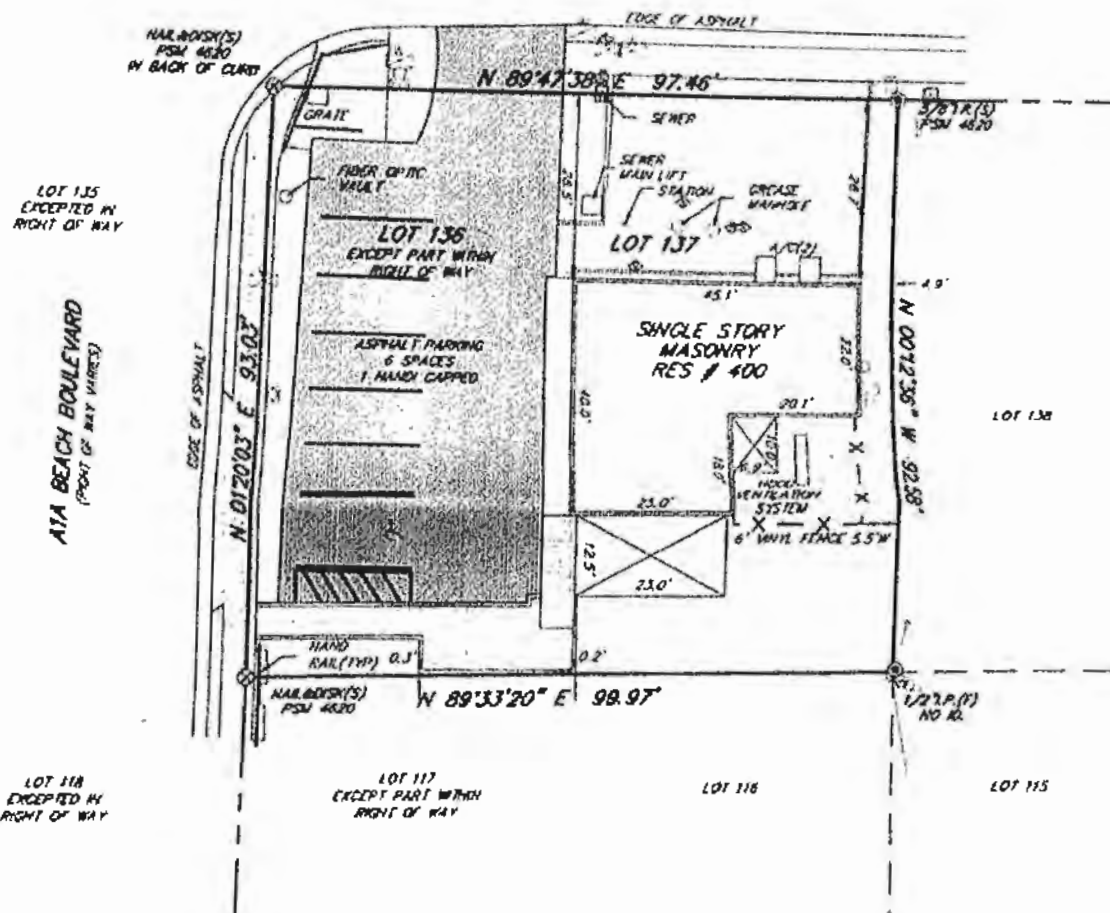 EDGE OF ASPHALT
NAIL&DISK(S)
PSM 4620
IN BACK OF CURB
N 89°47'38" E 97.46'
GRATE
SEWER
5/8 I.P.(S)
PSM 4620
FIBER OPTIC
VAULT
SEWER
MAIN LIFT
STATION
GREASE
MANHOLE
LOT 135
EXCEPTED IN
RIGHT OF WAY
LOT 136
EXCEPT PART WITHIN
RIGHT OF WAY
LOT 137
A/C(2)
4.9'
45.1'
A1A BEACH BOULEVARD
(RIGHT OF WAY VARIES)
EDGE OF ASPHALT
N 01°20'03" E 93.03'
ASPHALT PARKING
6 SPACES
1 HANDI CAPPED
SINGLE STORY
MASONRY
RES # 400
22.0'
40.0'
20.1'
18.0'
N 00°12'36" W 92.58'
LOT 138
HOOD
VENTILATION
SYSTEM
25.0'
6' VINYL FENCE 5.5'W
12.5'
23.0'
HAND
RAIL(TYP)
0.3'
0.2'
NAIL&DISK(S)
PSM 4620
N 89°33'20" E 99.97'
1/2 I.P.(F)
NO ID.
LOT 118
EXCEPTED IN
RIGHT OF WAY
LOT 117
EXCEPT PART WITHIN
RIGHT OF WAY
LOT 116
LOT 115